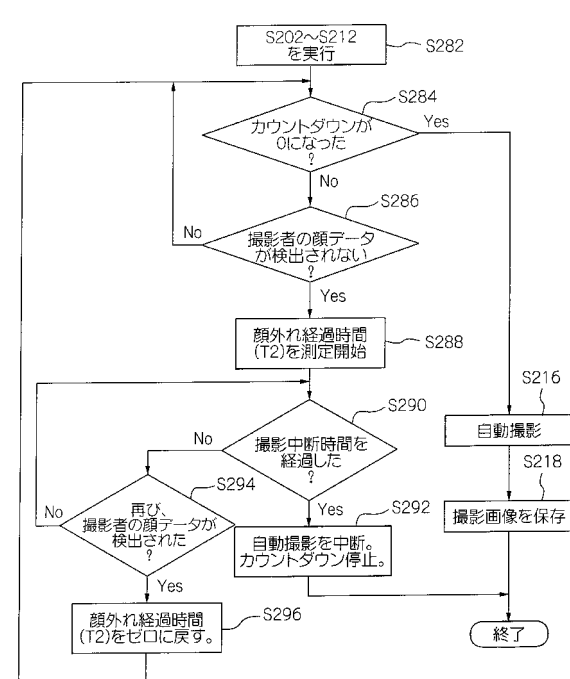 S202～S212
を実行
S282
S284
カウントダウンが
0になった
?
Yes
No
S286
撮影者の顔データ
が検出されない
?
No
Yes
顔外れ経過時間
(T2)を測定開始
S288
S290
撮影中断時間を
経過した
?
No
Yes
S216
自動撮影
S218
撮影画像を保存
S294
再び、
撮影者の顔データが
検出された
?
No
Yes
S292
自動撮影を中断。
カウントダウン停止。
顔外れ経過時間
(T2)をゼロに戻す。
S296
終了